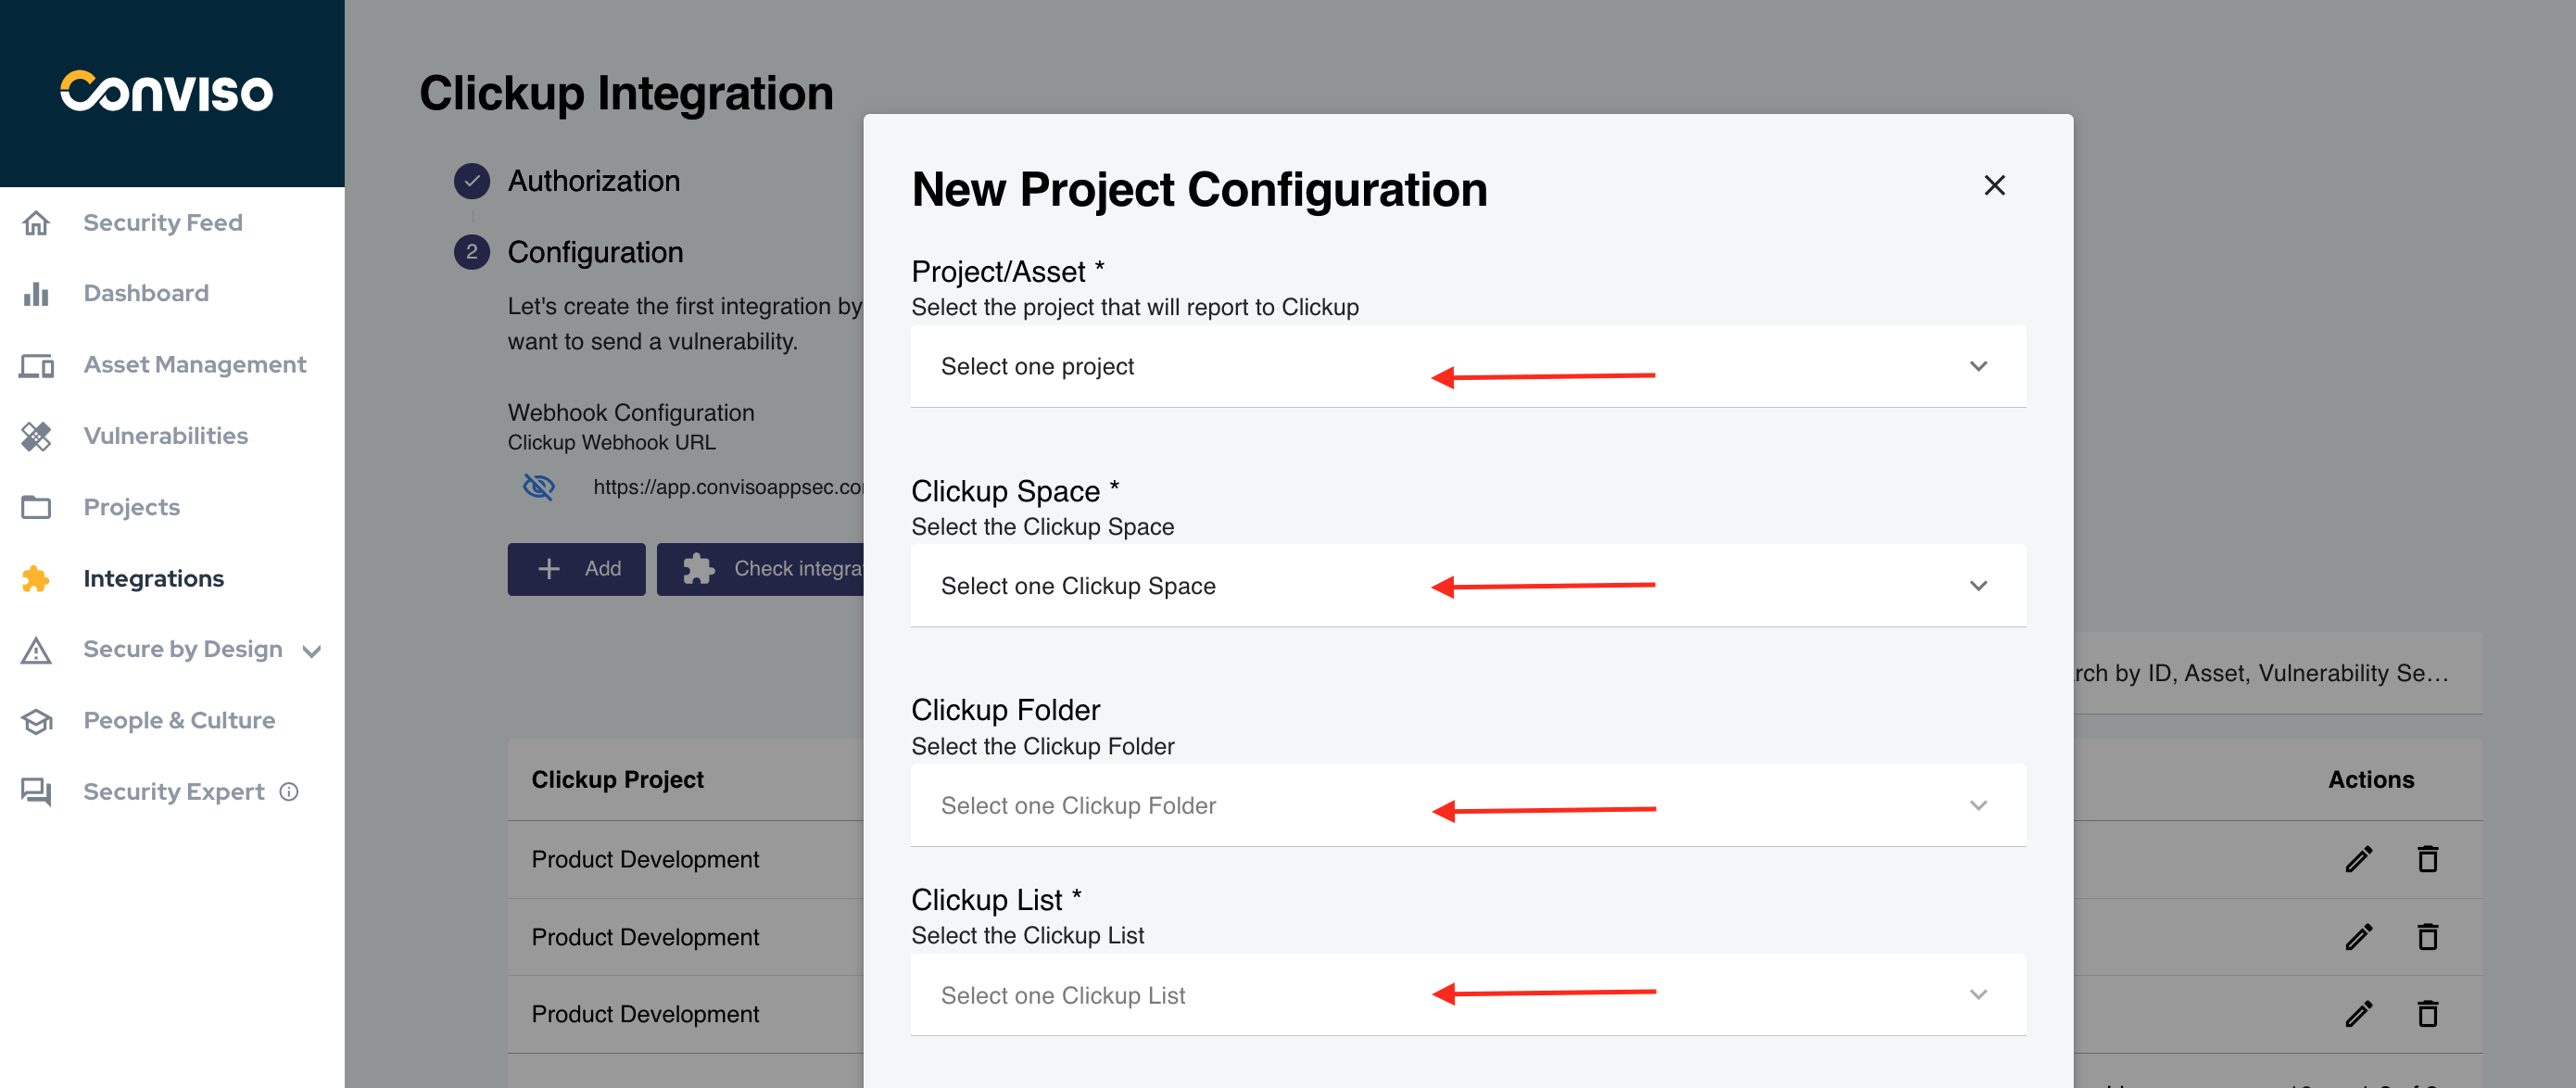 Conviso
Security Feed
Dashboard
Asset Management
Vulnerabilities
Projects
Integrations
Secure by Design
People & Culture
Security Expert
Clickup Integration
Authorization
2 Configuration
Let's create the first integration by
want to send a vulnerability.
Webhook Configuration
Clickup Webhook URL
https://app.convisoappsec.co
Add
Check integra
Clickup Project
Product Development
Product Development
Product Development
New Project Configuration
Project/Asset *
Select the project that will report to Clickup
Select one project
Clickup Space *
Select the Clickup Space
Select one Clickup Space
Clickup Folder
Select the Clickup Folder
Select one Clickup Folder
Clickup List *
Select the Clickup List
Select one Clickup List
rch by ID, Asset, Vulnerability Se...
Actions